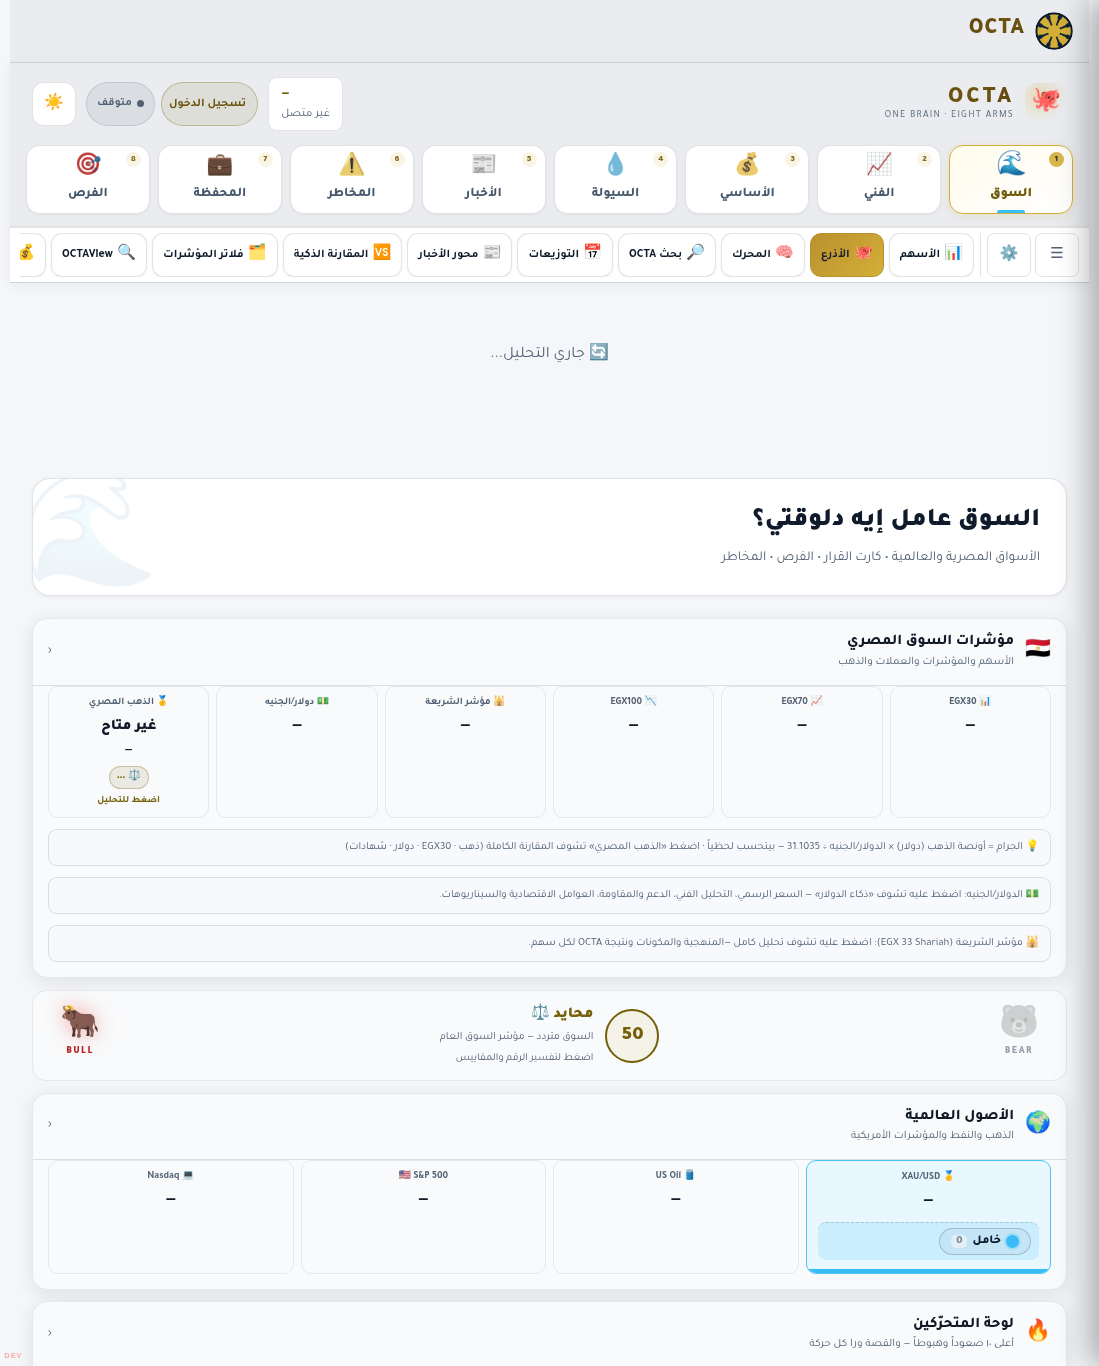 OCTA
OCTA
ONE BRAIN · EIGHT ARMS
—
غير متصل
تسجيل الدخول
متوقف
1
السوق
2
الفني
3
الأساسي
4
السيولة
5
الأخبار
6
المخاطر
7
المحفظة
8
الفرص
الأسهم
الأذرع
المحرك
بحث OCTA
التوزيعات
محور الأخبار
VS المقارنة الذكية
فلاتر المؤشرات
OCTAView
جاري التحليل...
السوق عامل إيه دلوقتي؟
الأسواق المصرية والعالمية • كارت القرار • الفرص • المخاطر
مؤشرات السوق المصري
الأسهم والمؤشرات والعملات والذهب
EGX30
—
EGX70
—
EGX100
—
مؤشر الشريعة
—
دولار/الجنيه
—
الذهب المصري
غير متاح
—
...
اضغط للتحليل
الجرام = أونصة الذهب (دولار) × الدولار/الجنيه ÷ 31.1035 — بيتحسب لحظياً · اضغط «الذهب المصري» تشوف المقارنة الكاملة (ذهب · EGX30 · دولار · شهادات)
الدولار/الجنيه: اضغط عليه تشوف «ذكاء الدولار» — السعر الرسمي، التحليل الفني، الدعم والمقاومة، العوامل الاقتصادية والسيناريوهات.
مؤشر الشريعة (EGX 33 Shariah): اضغط عليه تشوف تحليل كامل —المنهجية والمكونات ونتيجة OCTA لكل سهم.
BEAR
50
محايد
السوق متردد — مؤشر السوق العام
اضغط لتفسير الرقم والمقاييس
BULL
الأصول العالمية
الذهب والنفط والمؤشرات الأمريكية
XAU/USD
—
خامل 0
US Oil
—
S&P 500
—
Nasdaq
—
لوحة المتحرّكين
أعلى ١٠ صعوداً وهبوطاً — والقصة ورا كل حركة
DEV